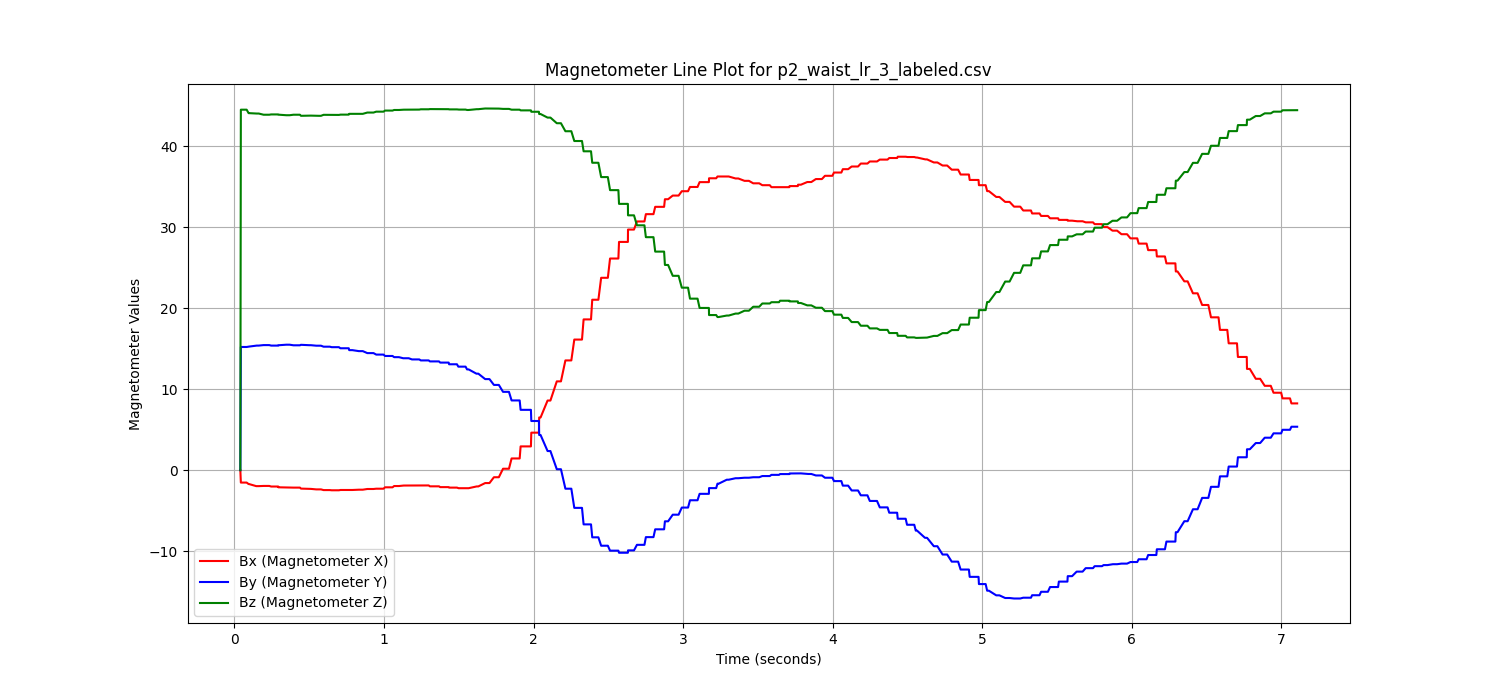 Magnetometer Line Plot for p2_waist_lr_3_labeled.csv
Magnetometer Values
40
30
20
10
0
−10
Bx (Magnetometer X)
By (Magnetometer Y)
Bz (Magnetometer Z)
0 1 2 3 4 5 6 7
Time (seconds)